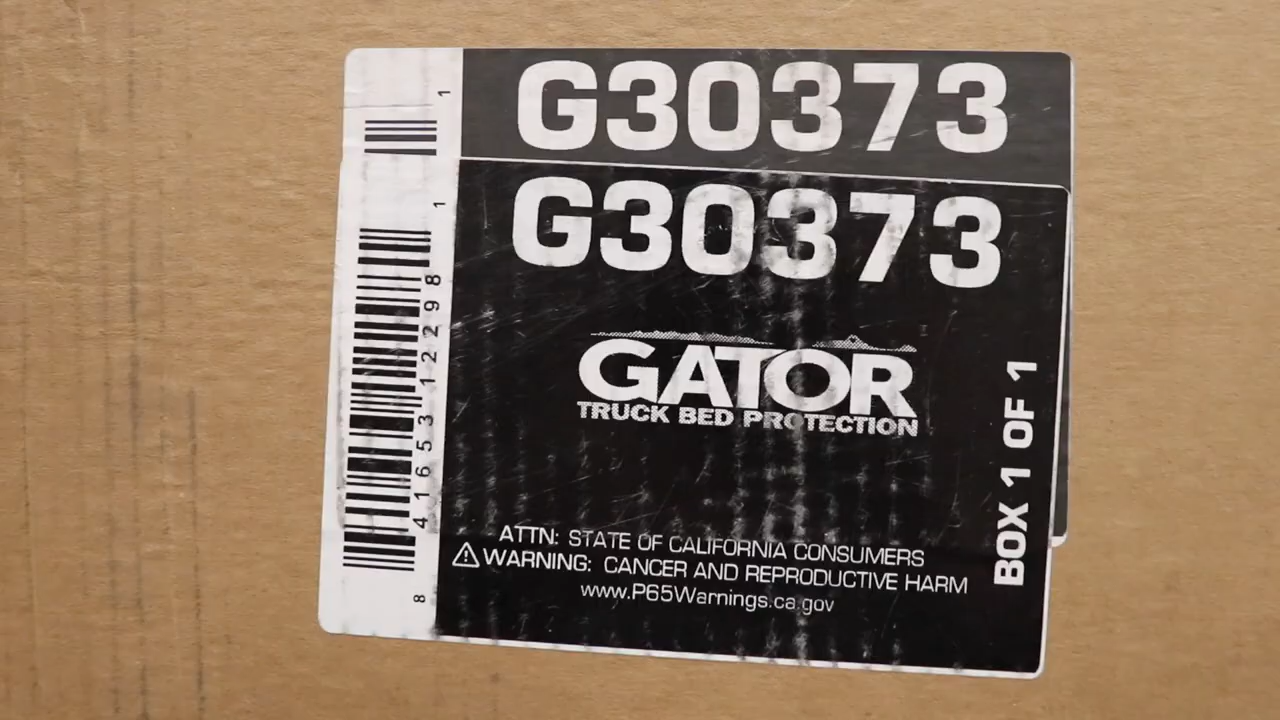 G30373
1
G30373
8 41653 12298 1
GATOR
TRUCK BED PROTECTION
BOX 1 OF 1
ATTN: STATE OF CALIFORNIA CONSUMERS
⚠ WARNING: CANCER AND REPRODUCTIVE HARM
www.P65Warnings.ca.gov